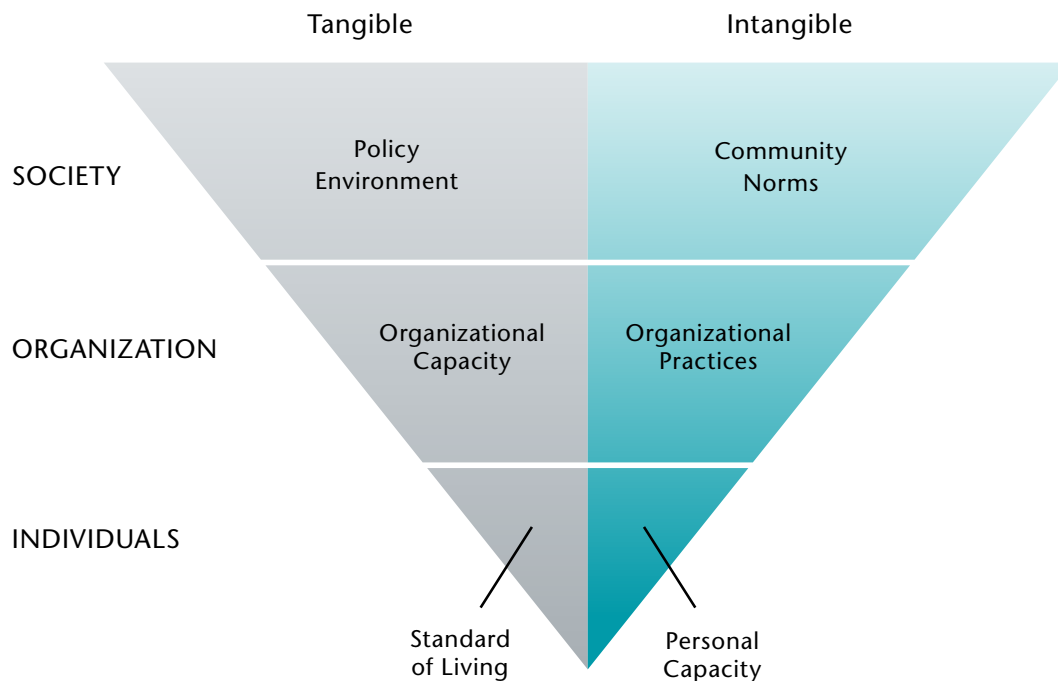 Tangible
Intangible
SOCIETY
Policy
Environment
Community
Norms
ORGANIZATION
Organizational
Capacity
Organizational
Practices
INDIVIDUALS
Standard
of Living
Personal
Capacity